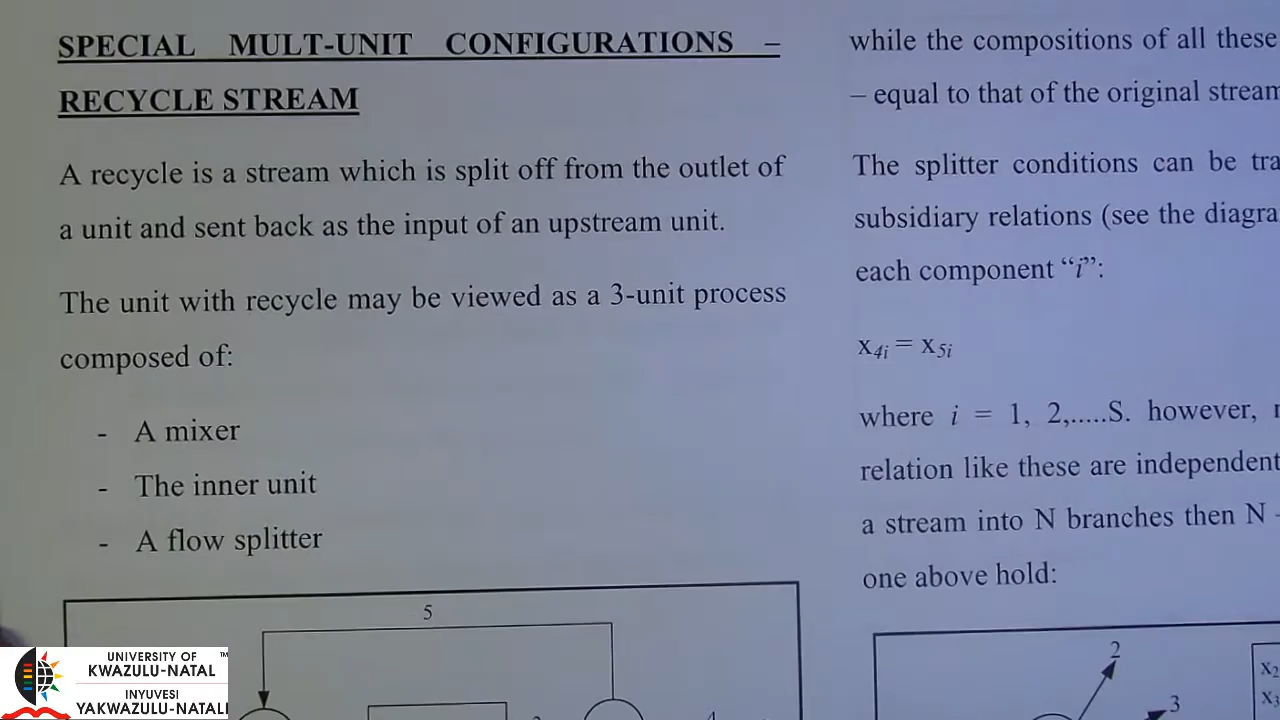 SPECIAL MULT-UNIT CONFIGURATIONS –
RECYCLE STREAM
A recycle is a stream which is split off from the outlet of
a unit and sent back as the input of an upstream unit.
The unit with recycle may be viewed as a 3-unit process
composed of:
- A mixer
- The inner unit
- A flow splitter
5
while the compositions of all these
– equal to that of the original stream
The splitter conditions can be tra
subsidiary relations (see the diagra
each component “i”:
x4i = x5i
where i = 1, 2,.....S. however,
relation like these are independent
a stream into N branches then N -
one above hold:
2
3
x2
x3
4
UNIVERSITY OF ™
KWAZULU-NATAL
INYUVESI
YAKWAZULU-NATALI